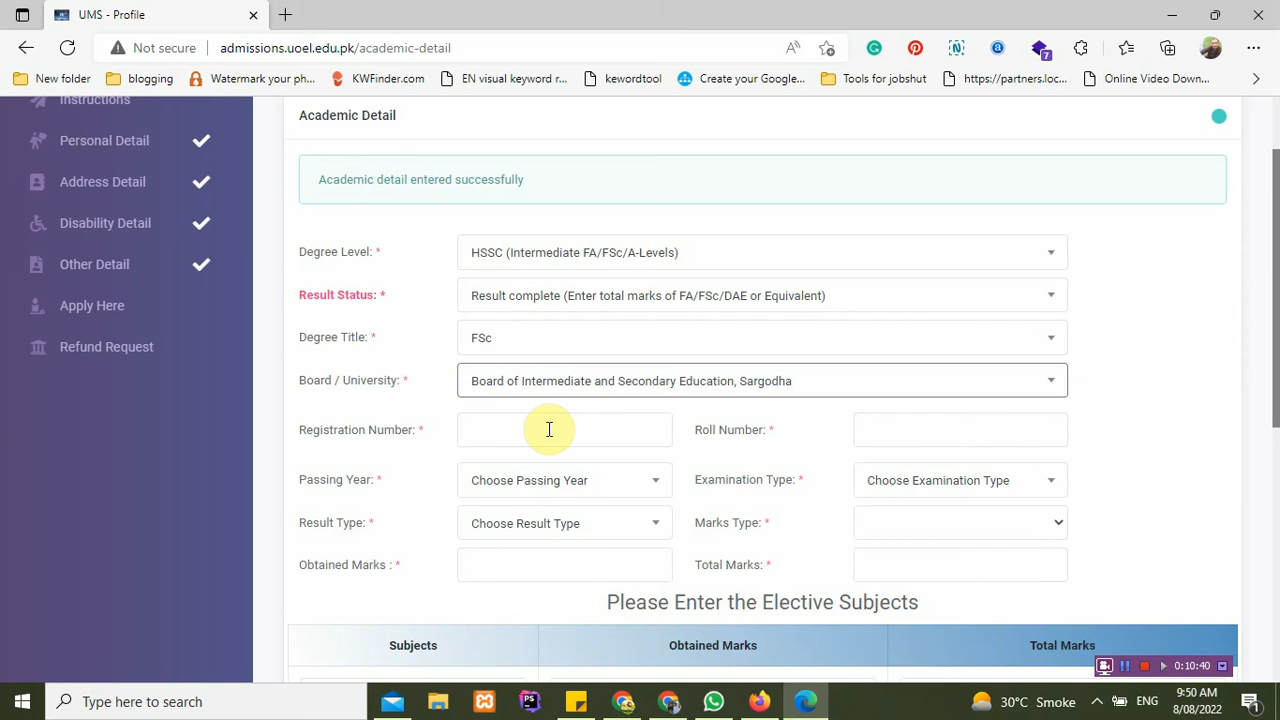 UMS - Profile
Not secure admissions.uoel.edu.pk/academic-detail
New folder blogging Watermark your ph... KWFinder.com EN visual keyword r... kewordtool Create your Google... Tools for jobshut https://partners.loc... Online Video Down...
Instructions
Personal Detail
Address Detail
Disability Detail
Other Detail
Apply Here
Refund Request
Academic Detail
Academic detail entered successfully
Degree Level: * HSSC (Intermediate FA/FSc/A-Levels)
Result Status: * Result complete (Enter total marks of FA/FSc/DAE or Equivalent)
Degree Title: * FSc
Board / University: * Board of Intermediate and Secondary Education, Sargodha
Registration Number: * Roll Number: *
Passing Year: * Choose Passing Year Examination Type: * Choose Examination Type
Result Type: * Choose Result Type Marks Type: *
Obtained Marks : * Total Marks: *
Please Enter the Elective Subjects
Subjects Obtained Marks Total Marks
0:10:40
Type here to search
30°C Smoke ENG 9:50 AM
8/08/2022
7
1